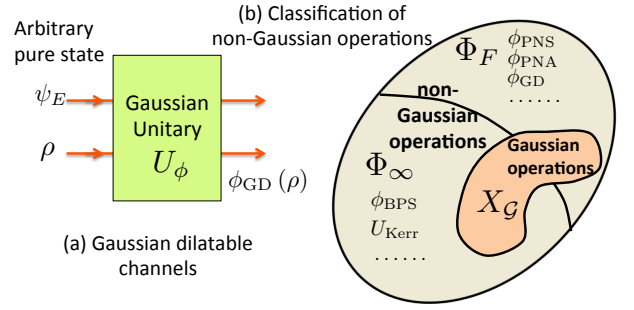 Arbitrary
pure state
ψ_E
ρ
Gaussian
Unitary
U_ϕ
ϕ_GD (ρ)
(a) Gaussian dilatable
channels
(b) Classification of
non-Gaussian operations
Φ_F
ϕ_PNS
ϕ_PNA
ϕ_GD
......
non-
Gaussian
operations
Φ_∞
ϕ_BPS
U_Kerr
......
Gaussian
operations
X_𝒢